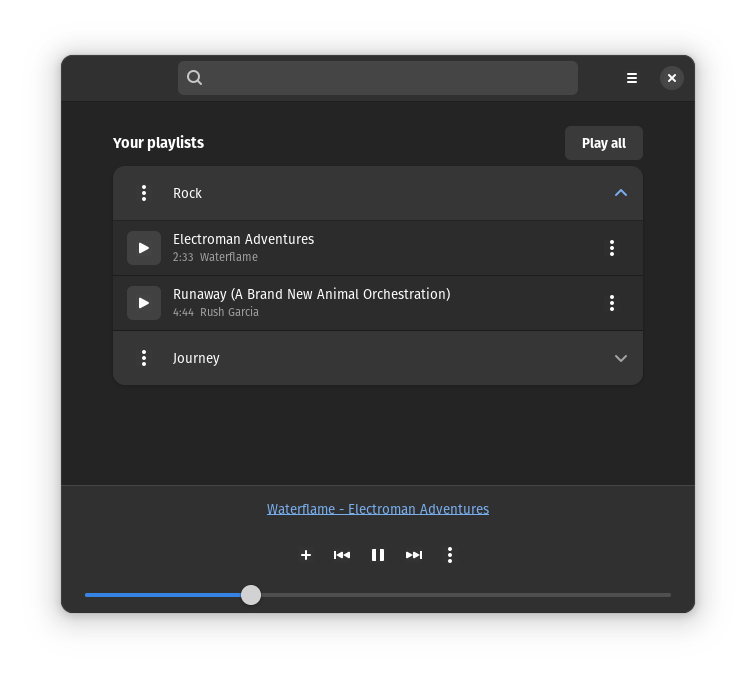 Your playlists
Play all
Rock
Electroman Adventures
2:33 Waterflame
Runaway (A Brand New Animal Orchestration)
4:44 Rush Garcia
Journey
Waterflame - Electroman Adventures